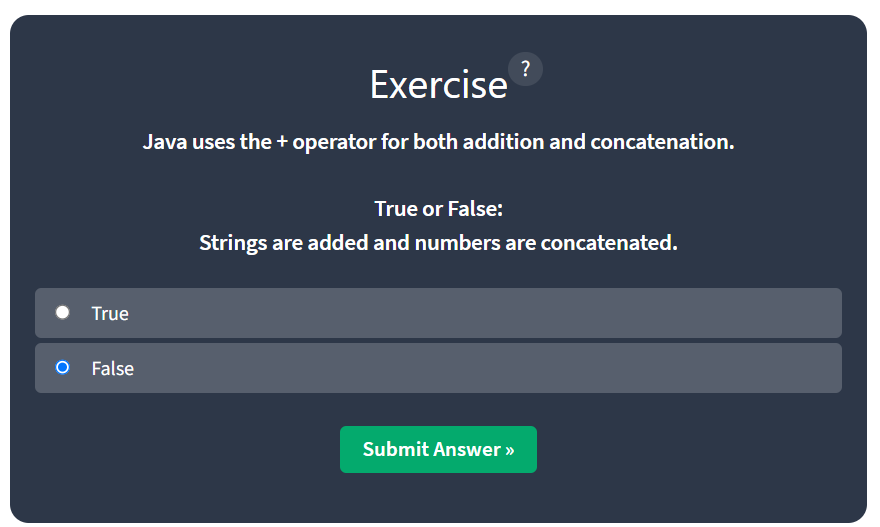 Exercise
?
Java uses the + operator for both addition and concatenation.
True or False:
Strings are added and numbers are concatenated.
True
False
Submit Answer »